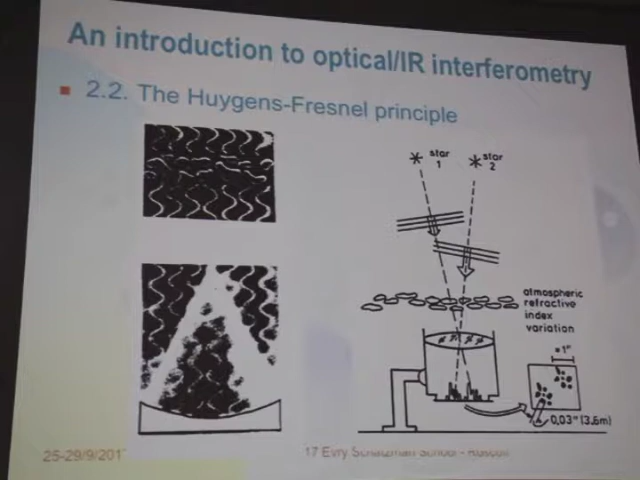 An introduction to optical/IR interferometry
2.2. The Huygens-Fresnel principle
star
1
star
2
atmospheric
refractive
index
variation
≈1"
0,03" (3.6m)
25-29/9/201
17 Evry Schatzman School - Roscoff